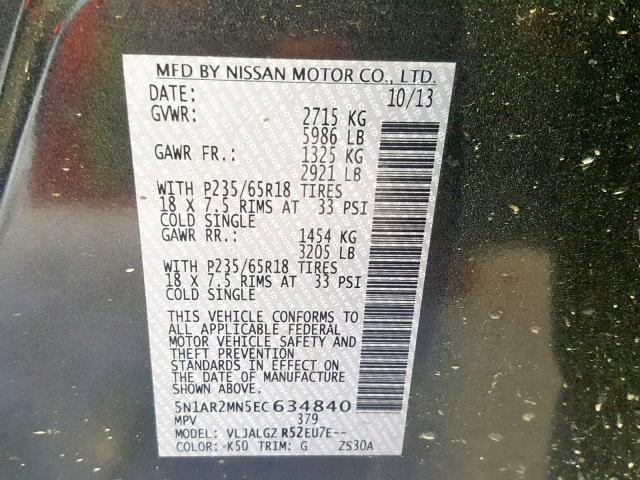 MFD BY NISSAN MOTOR CO., LTD.
DATE: 10/13
GVWR: 2715 KG
5986 LB
GAWR FR.: 1325 KG
2921 LB
WITH P235/65R18 TIRES
18 X 7.5 RIMS AT 33 PSI
COLD SINGLE
GAWR RR.: 1454 KG
3205 LB
WITH P235/65R18 TIRES
18 X 7.5 RIMS AT 33 PSI
COLD SINGLE
THIS VEHICLE CONFORMS TO
ALL APPLICABLE FEDERAL
MOTOR VEHICLE SAFETY AND
THEFT PREVENTION
STANDARDS IN EFFECT ON THE
DATE OF MANUFACTURE
SHOWN ABOVE.
5N1AR2MN5EC634840
MPV 379
MODEL: VLJALGZ R52EU7E--
COLOR: K50 TRIM: G ZS30A